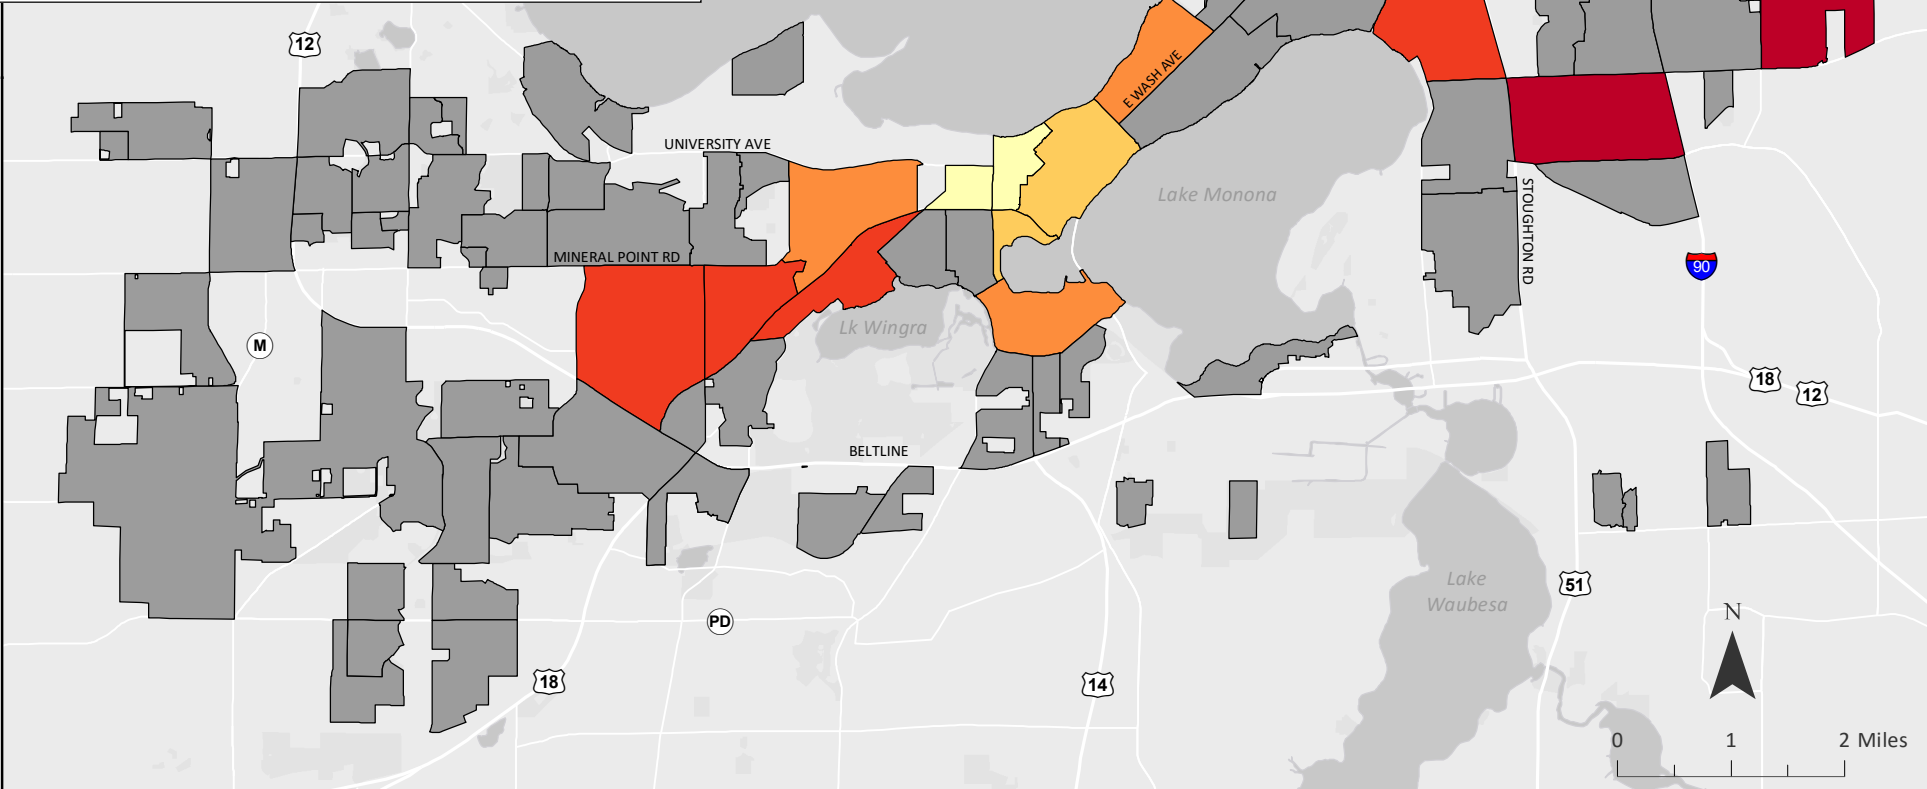 12
E WASH AVE
UNIVERSITY AVE
Lake Monona
STOUGHTON RD
MINERAL POINT RD
90
Lk Wingra
M
18
12
BELTLINE
Lake
Waubesa
51
N
PD
18
14
0 1 2 Miles